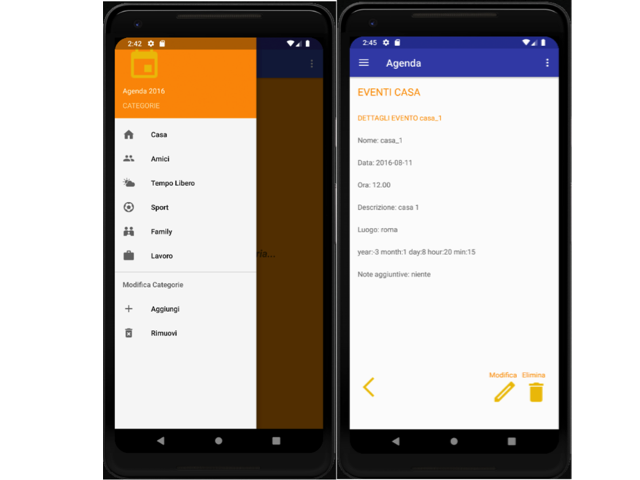 2:42
Agenda 2016
CATEGORIE
Casa
Amici
Tempo Libero
Sport
Family
Lavoro
Modifica Categorie
Aggiungi
Rimuovi
2:45
Agenda
EVENTI CASA
DETTAGLI EVENTO casa_1
Nome: casa_1
Data: 2016-08-11
Ora: 12.00
Descrizione: casa 1
Luogo: roma
year:-3 month:1 day:8 hour:20 min:15
Note aggiuntive: niente
Modifica Elimina